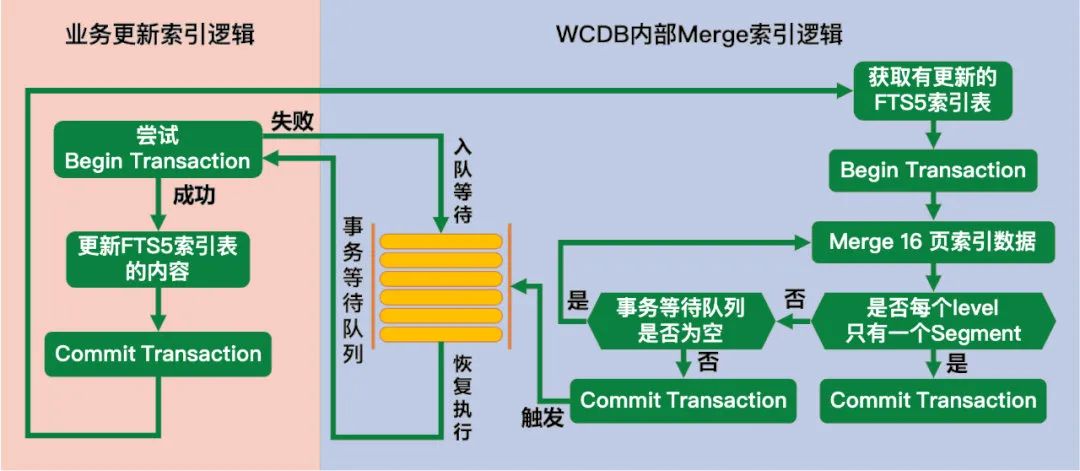 业务更新索引逻辑
WCDB内部Merge索引逻辑
尝试
Begin Transaction
失败
成功
更新FTS5索引表
的内容
Commit Transaction
入队等待
事务等待队列
恢复执行
触发
获取有更新的
FTS5索引表
Begin Transaction
Merge 16 页索引数据
是否每个level
只有一个Segment
否
是
Commit Transaction
事务等待队列
是否为空
是
否
Commit Transaction